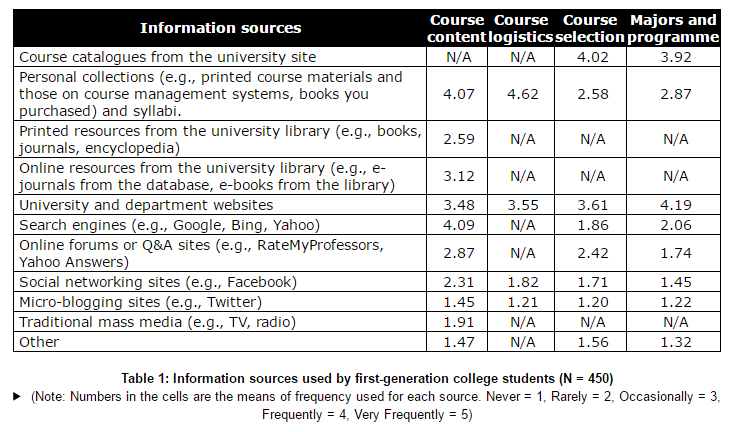 Information sources Course content Course logistics Course selection Majors and programme
Course catalogues from the university site N/A N/A 4.02 3.92
Personal collections (e.g., printed course materials and
those on course management systems, books you
purchased) and syllabi. 4.07 4.62 2.58 2.87
Printed resources from the university library (e.g., books,
journals, encyclopedia) 2.59 N/A N/A N/A
Online resources from the university library (e.g., e-
journals from the database, e-books from the library) 3.12 N/A N/A N/A
University and department websites 3.48 3.55 3.61 4.19
Search engines (e.g., Google, Bing, Yahoo) 4.09 N/A 1.86 2.06
Online forums or Q&A sites (e.g., RateMyProfessors,
Yahoo Answers) 2.87 N/A 2.42 1.74
Social networking sites (e.g., Facebook) 2.31 1.82 1.71 1.45
Micro-blogging sites (e.g., Twitter) 1.45 1.21 1.20 1.22
Traditional mass media (e.g., TV, radio) 1.91 N/A N/A N/A
Other 1.47 N/A 1.56 1.32
Table 1: Information sources used by first-generation college students (N = 450)
(Note: Numbers in the cells are the means of frequency used for each source. Never = 1, Rarely = 2, Occasionally = 3,
Frequently = 4, Very Frequently = 5)